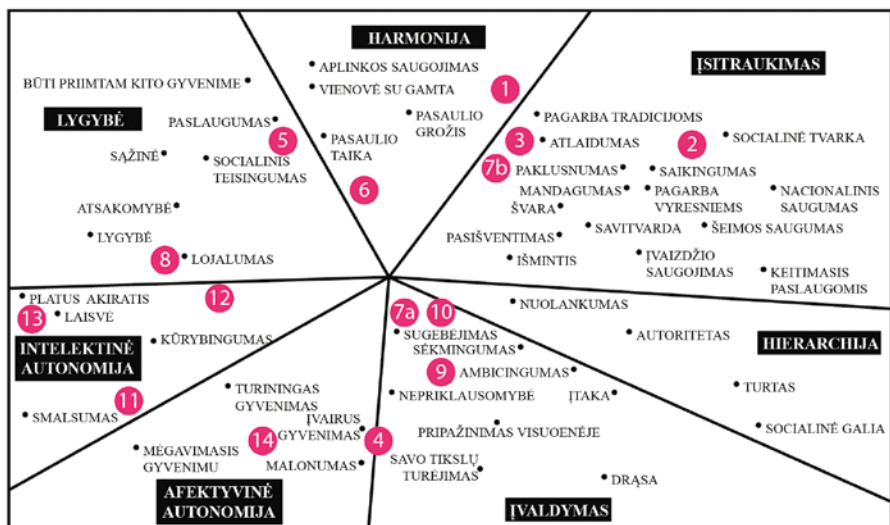 HARMONIJA
APLINKOS SAUGOJIMAS
VIENOVĖ SU GAMTA
PASAULIO
GROŽIS
PASAULIO
TAIKA
1
6
ĮSITRAUKIMAS
PAGARBA TRADICIJOMS
3
ATLAIDUMAS
2
SOCIALINĖ TVARKA
7b
PAKLUSNUMAS
SAIKINGUMAS
MANDAGUMAS
PAGARBA
VYRESNIEMS
NACIONALINIS
SAUGUMAS
ŠVARA
SAVITVARDA
ŠEIMOS SAUGUMAS
PASIŠVENTIMAS
IŠMINTIS
ĮVAIZDŽIO
SAUGOJIMAS
KEITIMASIS
PASLAUGOMIS
BŪTI PRIIMTAM KITO GYVENIME
LYGYBĖ
PASLAUGUMAS
5
SĄŽINĖ
SOCIALINIS
TEISINGUMAS
ATSAKOMYBĖ
LYGYBĖ
8
LOJALUMAS
PLATUS AKIRATIS
12
13
LAISVĖ
INTELEKTINĖ
AUTONOMIJA
KŪRYBINGUMAS
11
SMALSUMAS
TURININGAS
GYVENIMAS
ĮVAIRUS
GYVENIMAS
14
4
MĖGAVIMASIS
GYVENIMU
MALONUMAS
AFEKTYVINĖ
AUTONOMIJA
7a
10
SUGEBĖJIMAS
SĖKMINGUMAS
9
AMBICINGUMAS
NEPRIKLAUSOMYBĖ
ĮTAKA
PRIPAŽINIMAS VISUOENĖJE
SAVO TIKSLŲ
TURĖJIMAS
DRĄSA
ĮVALDYMAS
NUOLANKUMAS
AUTORITETAS
HIERARCHIJA
TURTAS
SOCIALINĖ GALIA